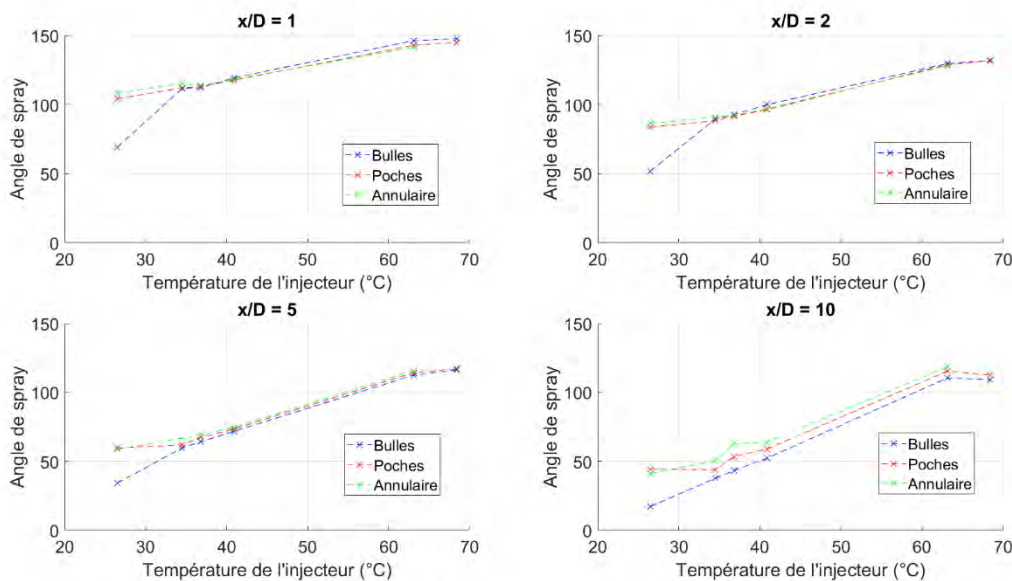 x/D = 1
150
100
50
0
Angle de spray
Bulles
Poches
Annulaire
20 30 40 50 60 70
Température de l'injecteur (°C)
x/D = 2
150
100
50
0
Angle de spray
Bulles
Poches
Annulaire
20 30 40 50 60 70
Température de l'injecteur (°C)
x/D = 5
150
100
50
0
Angle de spray
Bulles
Poches
Annulaire
20 30 40 50 60 70
Température de l'injecteur (°C)
x/D = 10
150
100
50
0
Angle de spray
Bulles
Poches
Annulaire
20 30 40 50 60 70
Température de l'injecteur (°C)